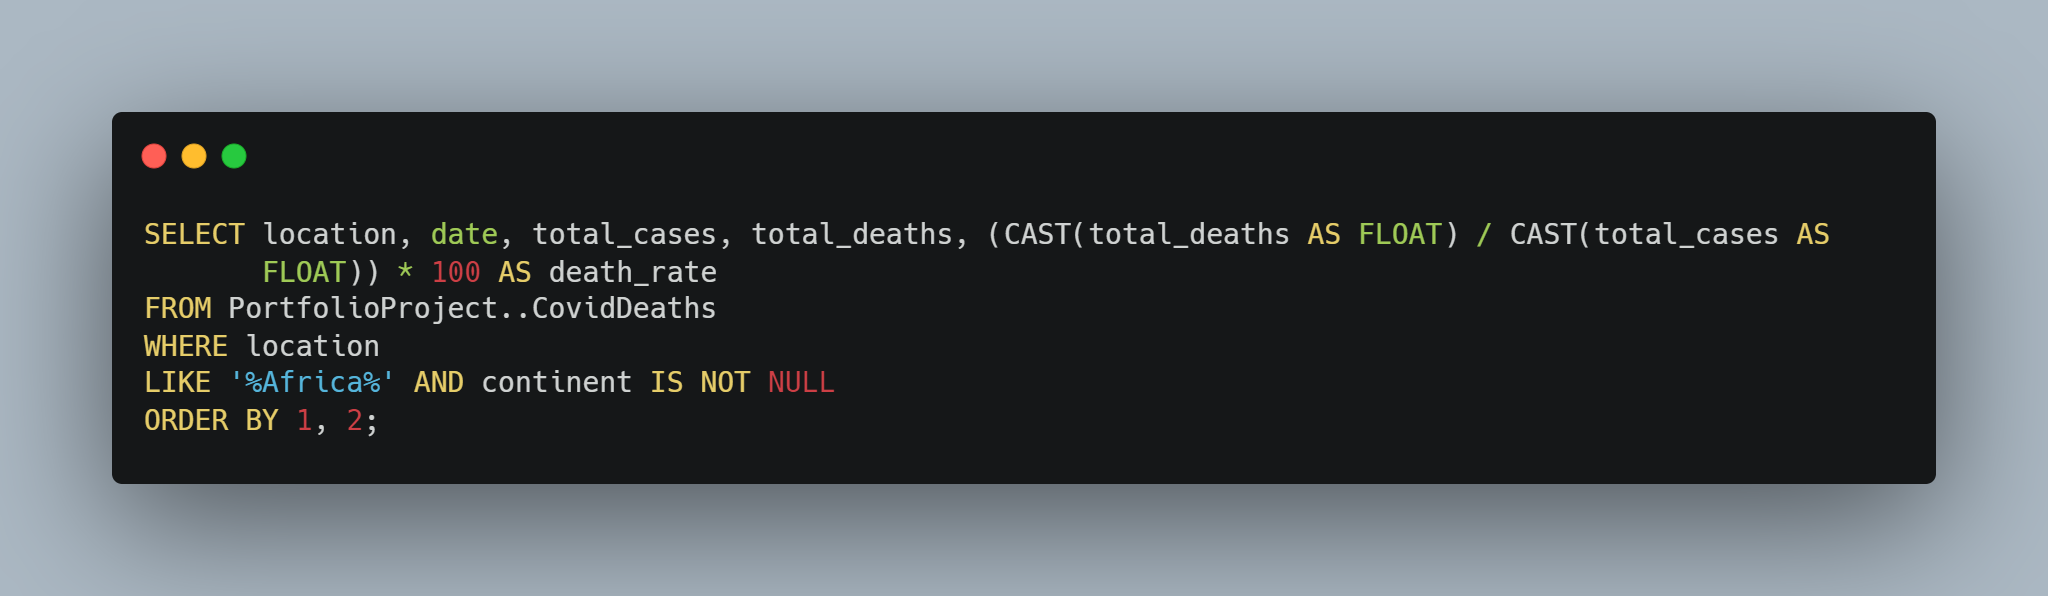 SELECT location, date, total_cases, total_deaths, (CAST(total_deaths AS FLOAT) / CAST(total_cases AS
       FLOAT)) * 100 AS death_rate
FROM PortfolioProject..CovidDeaths
WHERE location
LIKE '%Africa%' AND continent IS NOT NULL
ORDER BY 1, 2;